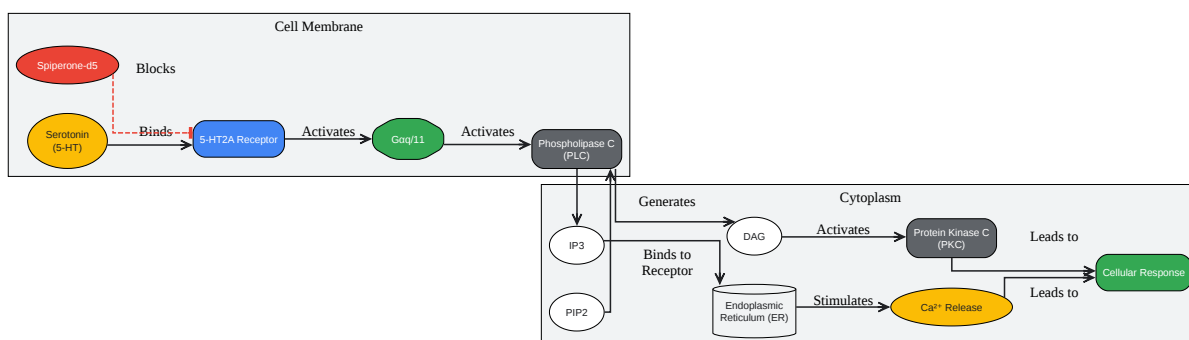 Cell Membrane
Spiperone-d5
Blocks
Serotonin
(5-HT)
Binds
5-HT2A Receptor
Activates
Gαq/11
Activates
Phospholipase C
(PLC)
Cytoplasm
Generates
IP3
DAG
Activates
Protein Kinase C
(PKC)
Leads to
Binds to
Receptor
Cellular Response
PIP2
Endoplasmic
Reticulum (ER)
Stimulates
Ca²⁺ Release
Leads to